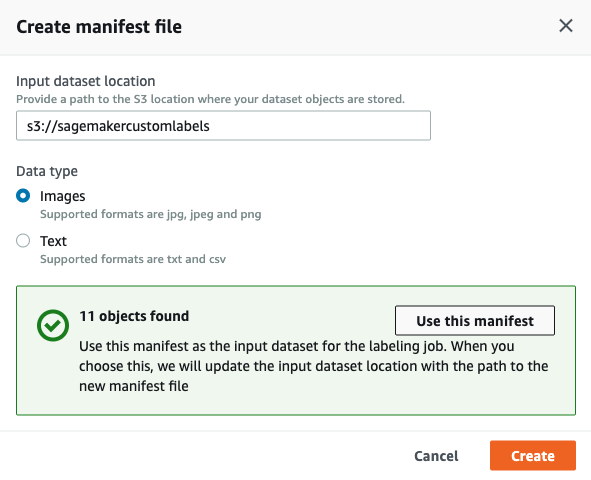 Create manifest file
Input dataset location
Provide a path to the S3 location where your dataset objects are stored.
s3://sagemakercustomlabels
Data type
Images
Supported formats are jpg, jpeg and png
Text
Supported formats are txt and csv
11 objects found
Use this manifest
Use this manifest as the input dataset for the labeling job. When you
choose this, we will update the input dataset location with the path to the
new manifest file
Cancel
Create